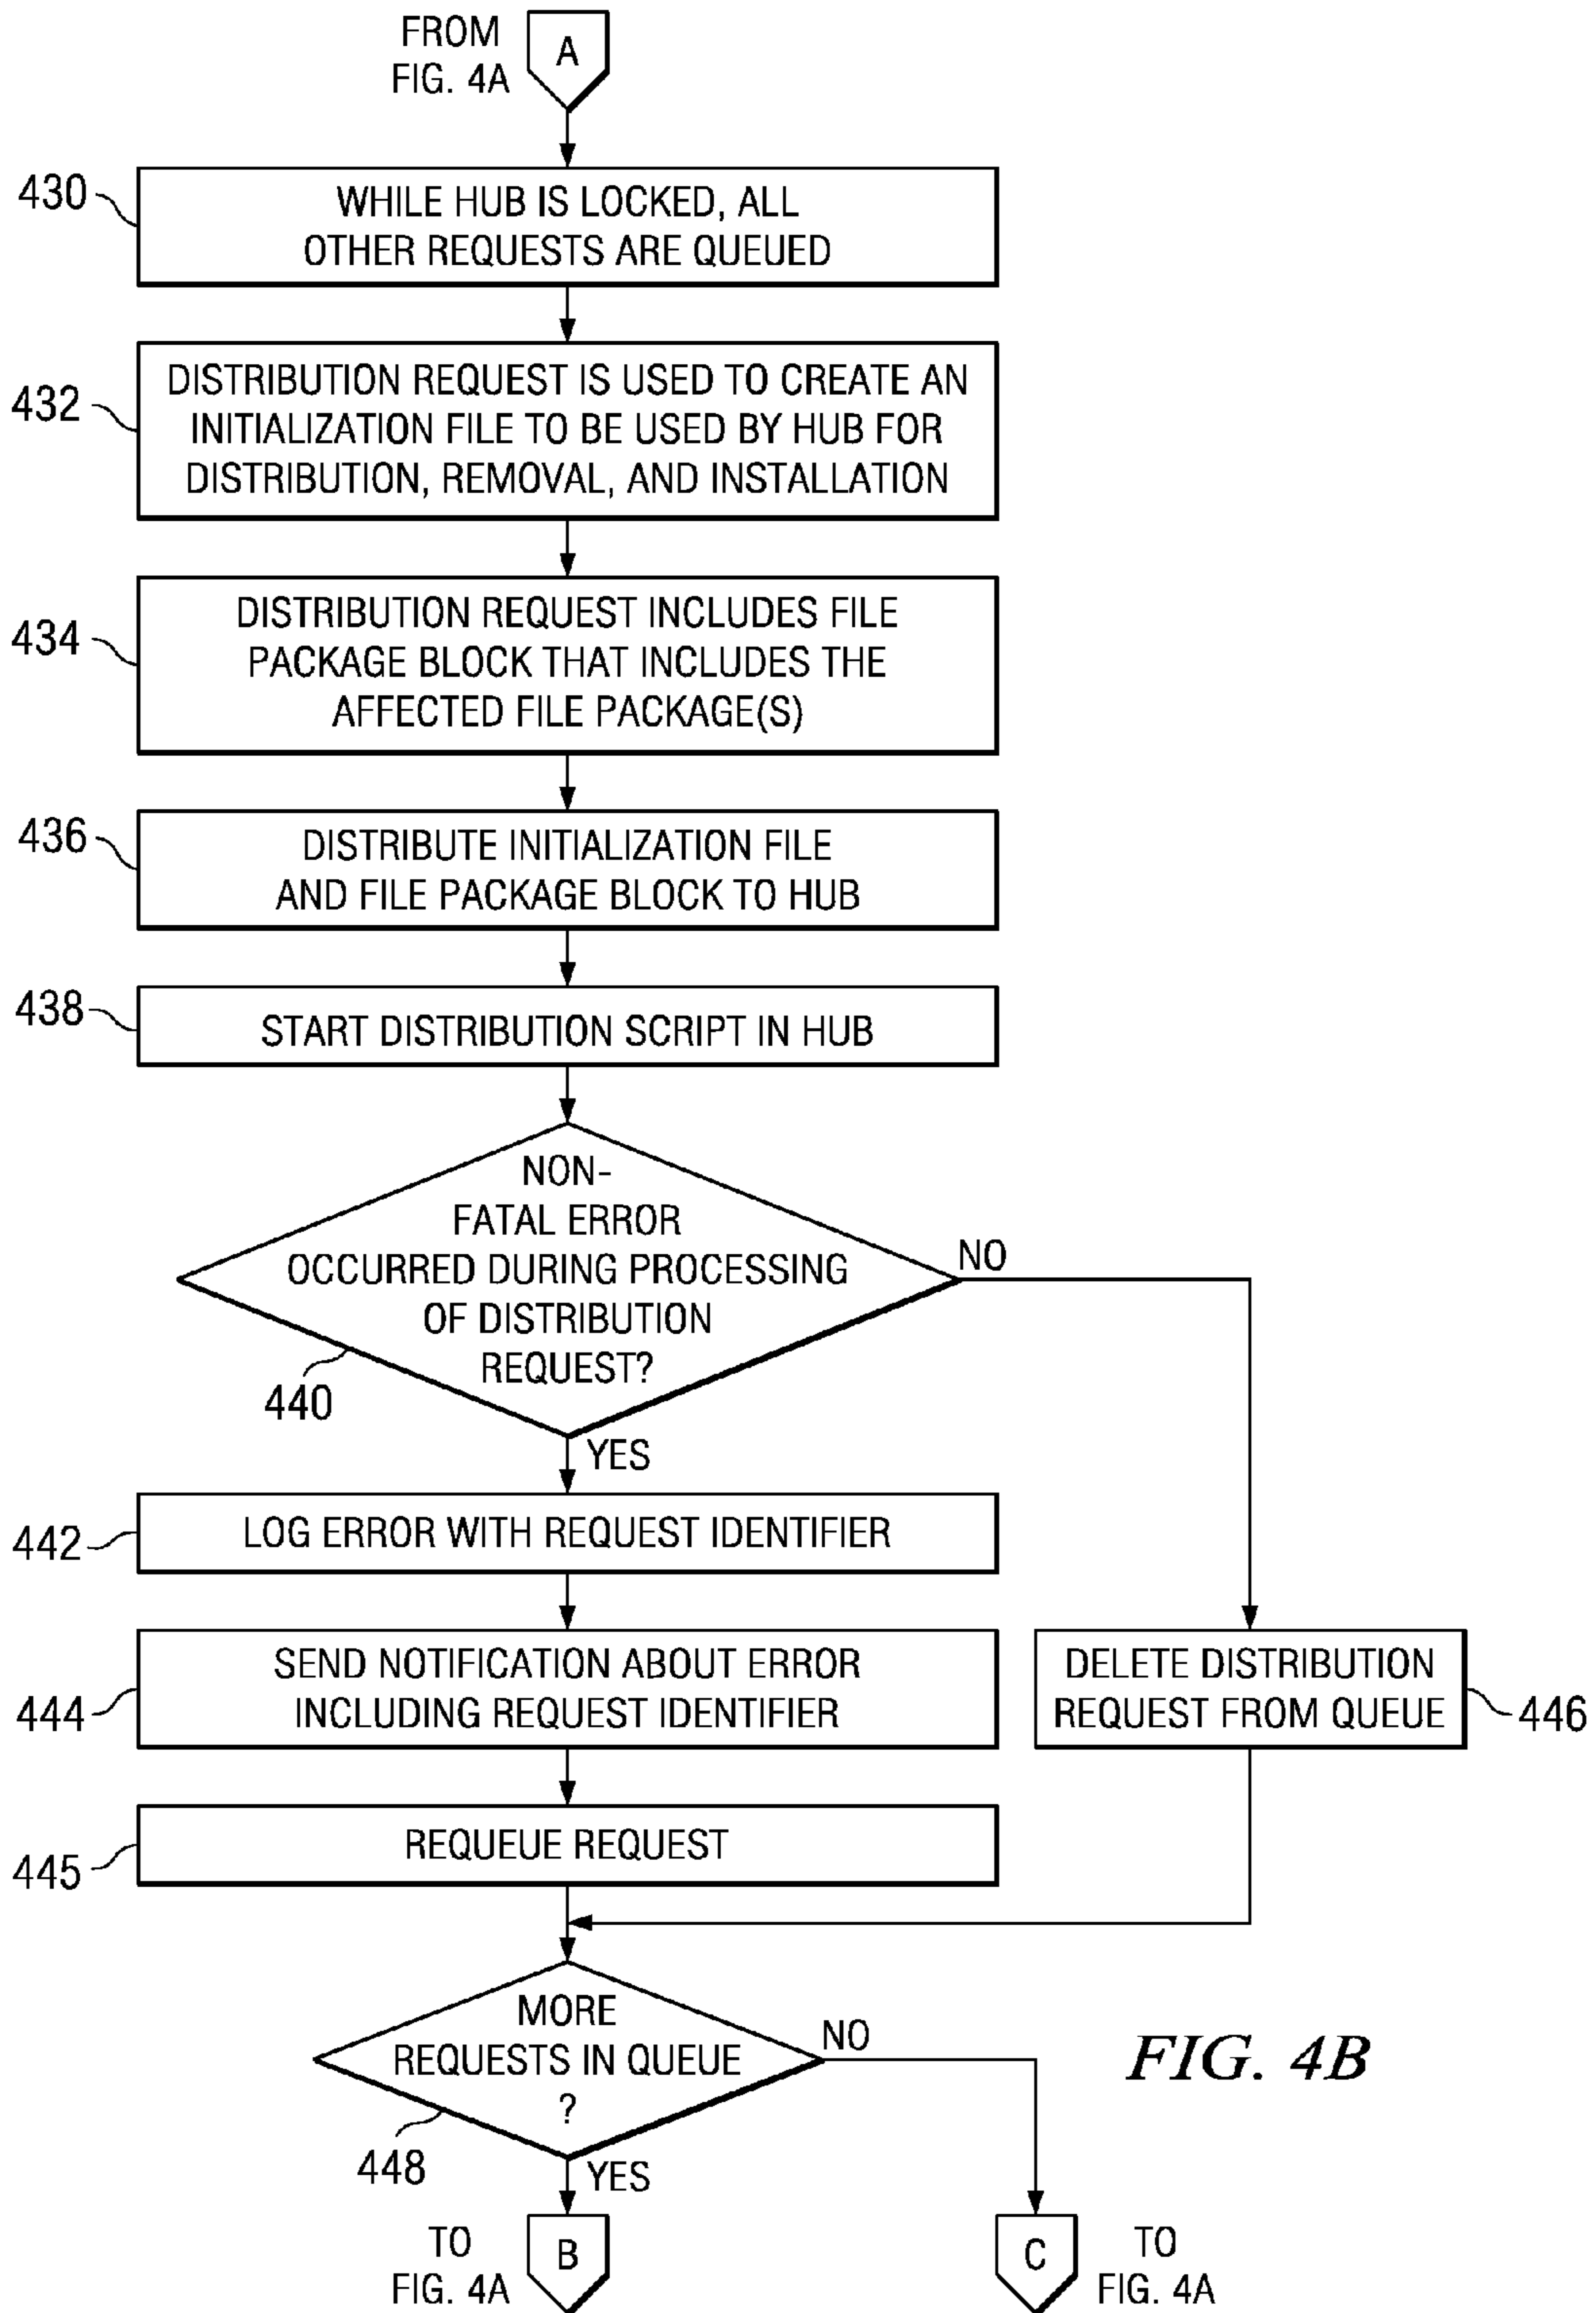 FROM
FIG. 4A
A
430
WHILE HUB IS LOCKED, ALL
OTHER REQUESTS ARE QUEUED
432
DISTRIBUTION REQUEST IS USED TO CREATE AN
INITIALIZATION FILE TO BE USED BY HUB FOR
DISTRIBUTION, REMOVAL, AND INSTALLATION
434
DISTRIBUTION REQUEST INCLUDES FILE
PACKAGE BLOCK THAT INCLUDES THE
AFFECTED FILE PACKAGE(S)
436
DISTRIBUTE INITIALIZATION FILE
AND FILE PACKAGE BLOCK TO HUB
438
START DISTRIBUTION SCRIPT IN HUB
NON-
FATAL ERROR
OCCURRED DURING PROCESSING
OF DISTRIBUTION
REQUEST?
440
NO
YES
442
LOG ERROR WITH REQUEST IDENTIFIER
444
SEND NOTIFICATION ABOUT ERROR
INCLUDING REQUEST IDENTIFIER
DELETE DISTRIBUTION
REQUEST FROM QUEUE
446
445
REQUEUE REQUEST
MORE
REQUESTS IN QUEUE
?
448
NO
YES
FIG. 4B
TO
FIG. 4A
B
C
TO
FIG. 4A